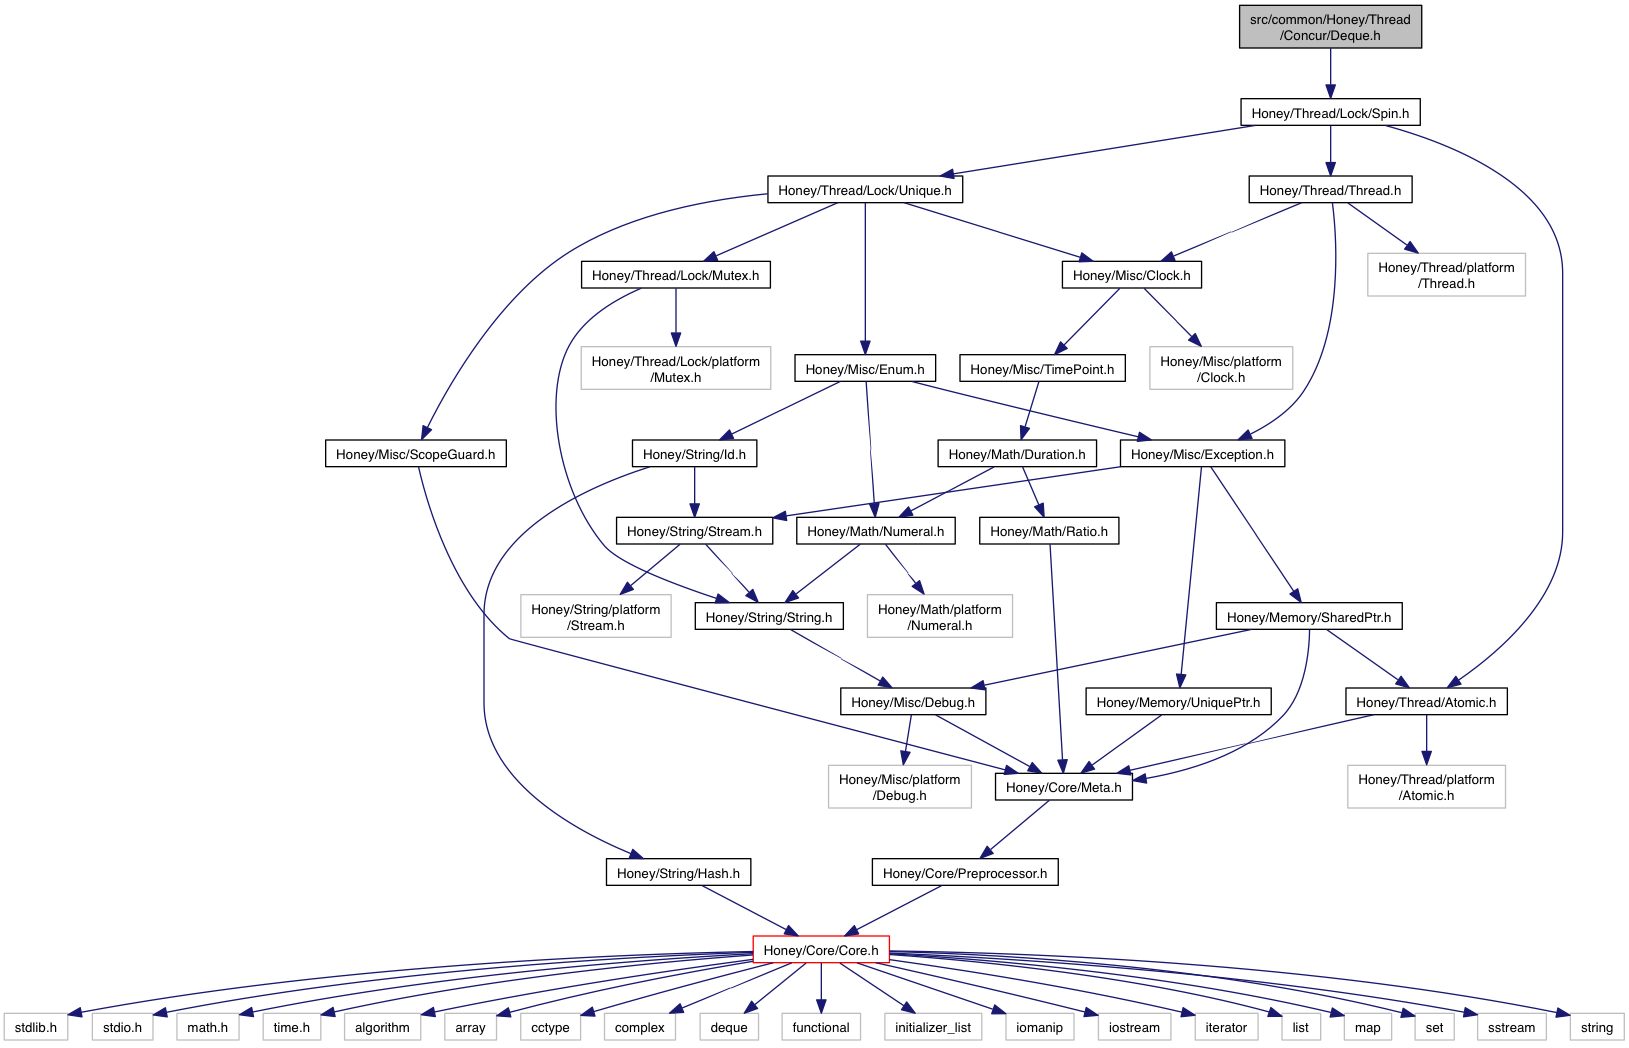 src/common/Honey/Thread
/Concur/Deque.h
Honey/Thread/Lock/Spin.h
Honey/Thread/Lock/Unique.h
Honey/Thread/Thread.h
Honey/Thread/Lock/Mutex.h
Honey/Misc/Clock.h
Honey/Thread/platform
/Thread.h
Honey/Thread/Lock/platform
/Mutex.h
Honey/Misc/Enum.h
Honey/Misc/TimePoint.h
Honey/Misc/platform
/Clock.h
Honey/Misc/ScopeGuard.h
Honey/String/Id.h
Honey/Math/Duration.h
Honey/Misc/Exception.h
Honey/String/Stream.h
Honey/Math/Numeral.h
Honey/Math/Ratio.h
Honey/String/platform
/Stream.h
Honey/String/String.h
Honey/Math/platform
/Numeral.h
Honey/Memory/SharedPtr.h
Honey/Misc/Debug.h
Honey/Memory/UniquePtr.h
Honey/Thread/Atomic.h
Honey/Misc/platform
/Debug.h
Honey/Core/Meta.h
Honey/Thread/platform
/Atomic.h
Honey/String/Hash.h
Honey/Core/Preprocessor.h
Honey/Core/Core.h
stdlib.h
stdio.h
math.h
time.h
algorithm
array
cctype
complex
deque
functional
initializer_list
iomanip
iostream
iterator
list
map
set
sstream
string